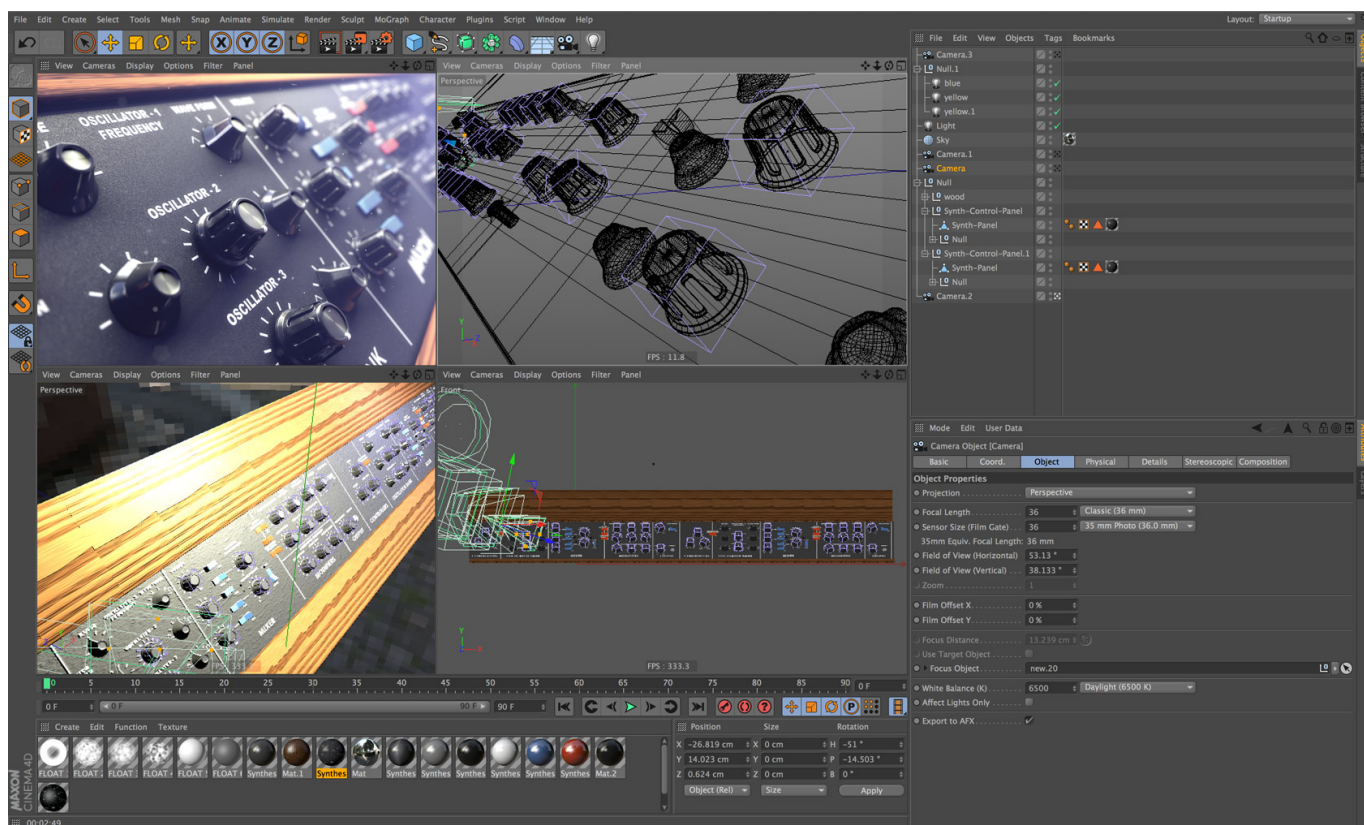 File Edit Create Select Tools Mesh Snap Animate Simulate Render Sculpt MoGraph Character Plugins Script Window Help
Layout: Startup
View Cameras Display Options Filter Panel
OSCILLATOR-1
FREQUENCY
OSCILLATOR-2
OSCILLATOR-3
View Cameras Display Options Filter Panel
Perspective
Y
Z
FPS : 11.8
View Cameras Display Options Filter Panel
Perspective
MIXER
MODIFIERS
FPS : 333
View Cameras Display Options Filter Panel
Front
Y
FPS : 333.3
File Edit View Objects Tags Bookmarks
Camera.3
Null.1
blue
yellow
yellow.1
Light
Sky
Camera.1
Camera
Null
wood
Synth-Control-Panel
Synth-Panel
Null
Synth-Control-Panel.1
Synth-Panel
Null
Camera.2
Mode Edit User Data
Camera Object [Camera]
Basic Coord. Object Physical Details Stereoscopic Composition
Object Properties
Projection Perspective
Focal Length 36 Classic (36 mm)
Sensor Size (Film Gate) 36 35 mm Photo (36.0 mm)
35mm Equiv. Focal Length: 36 mm
Field of View (Horizontal) 53.13 °
Field of View (Vertical) 38.133 °
Zoom 1
Film Offset X 0 %
Film Offset Y 0 %
Focus Distance 13.239 cm
Use Target Object
Focus Object new.20
White Balance (K) 6500 Daylight (6500 K)
Affect Lights Only
Export to AFX
0 5 10 15 20 25 30 35 40 45 50 55 60 65 70 75 80 85 90 0 F
0 F 0 F 90 F 90 F
Create Edit Function Texture
FLOAT FLOAT FLOAT FLOAT FLOAT FLOAT Synthes Mat.1 Synthes Mat Synthes Synthes Synthes Synthes Synthes Synthes Mat.2
Position Size Rotation
X -26.819 cm X 0 cm H -51 °
Y 14.023 cm Y 0 cm P -14.503 °
Z 0.624 cm Z 0 cm B 0 °
Object (Rel) Size Apply
MAXON
CINEMA4D
00:02:49